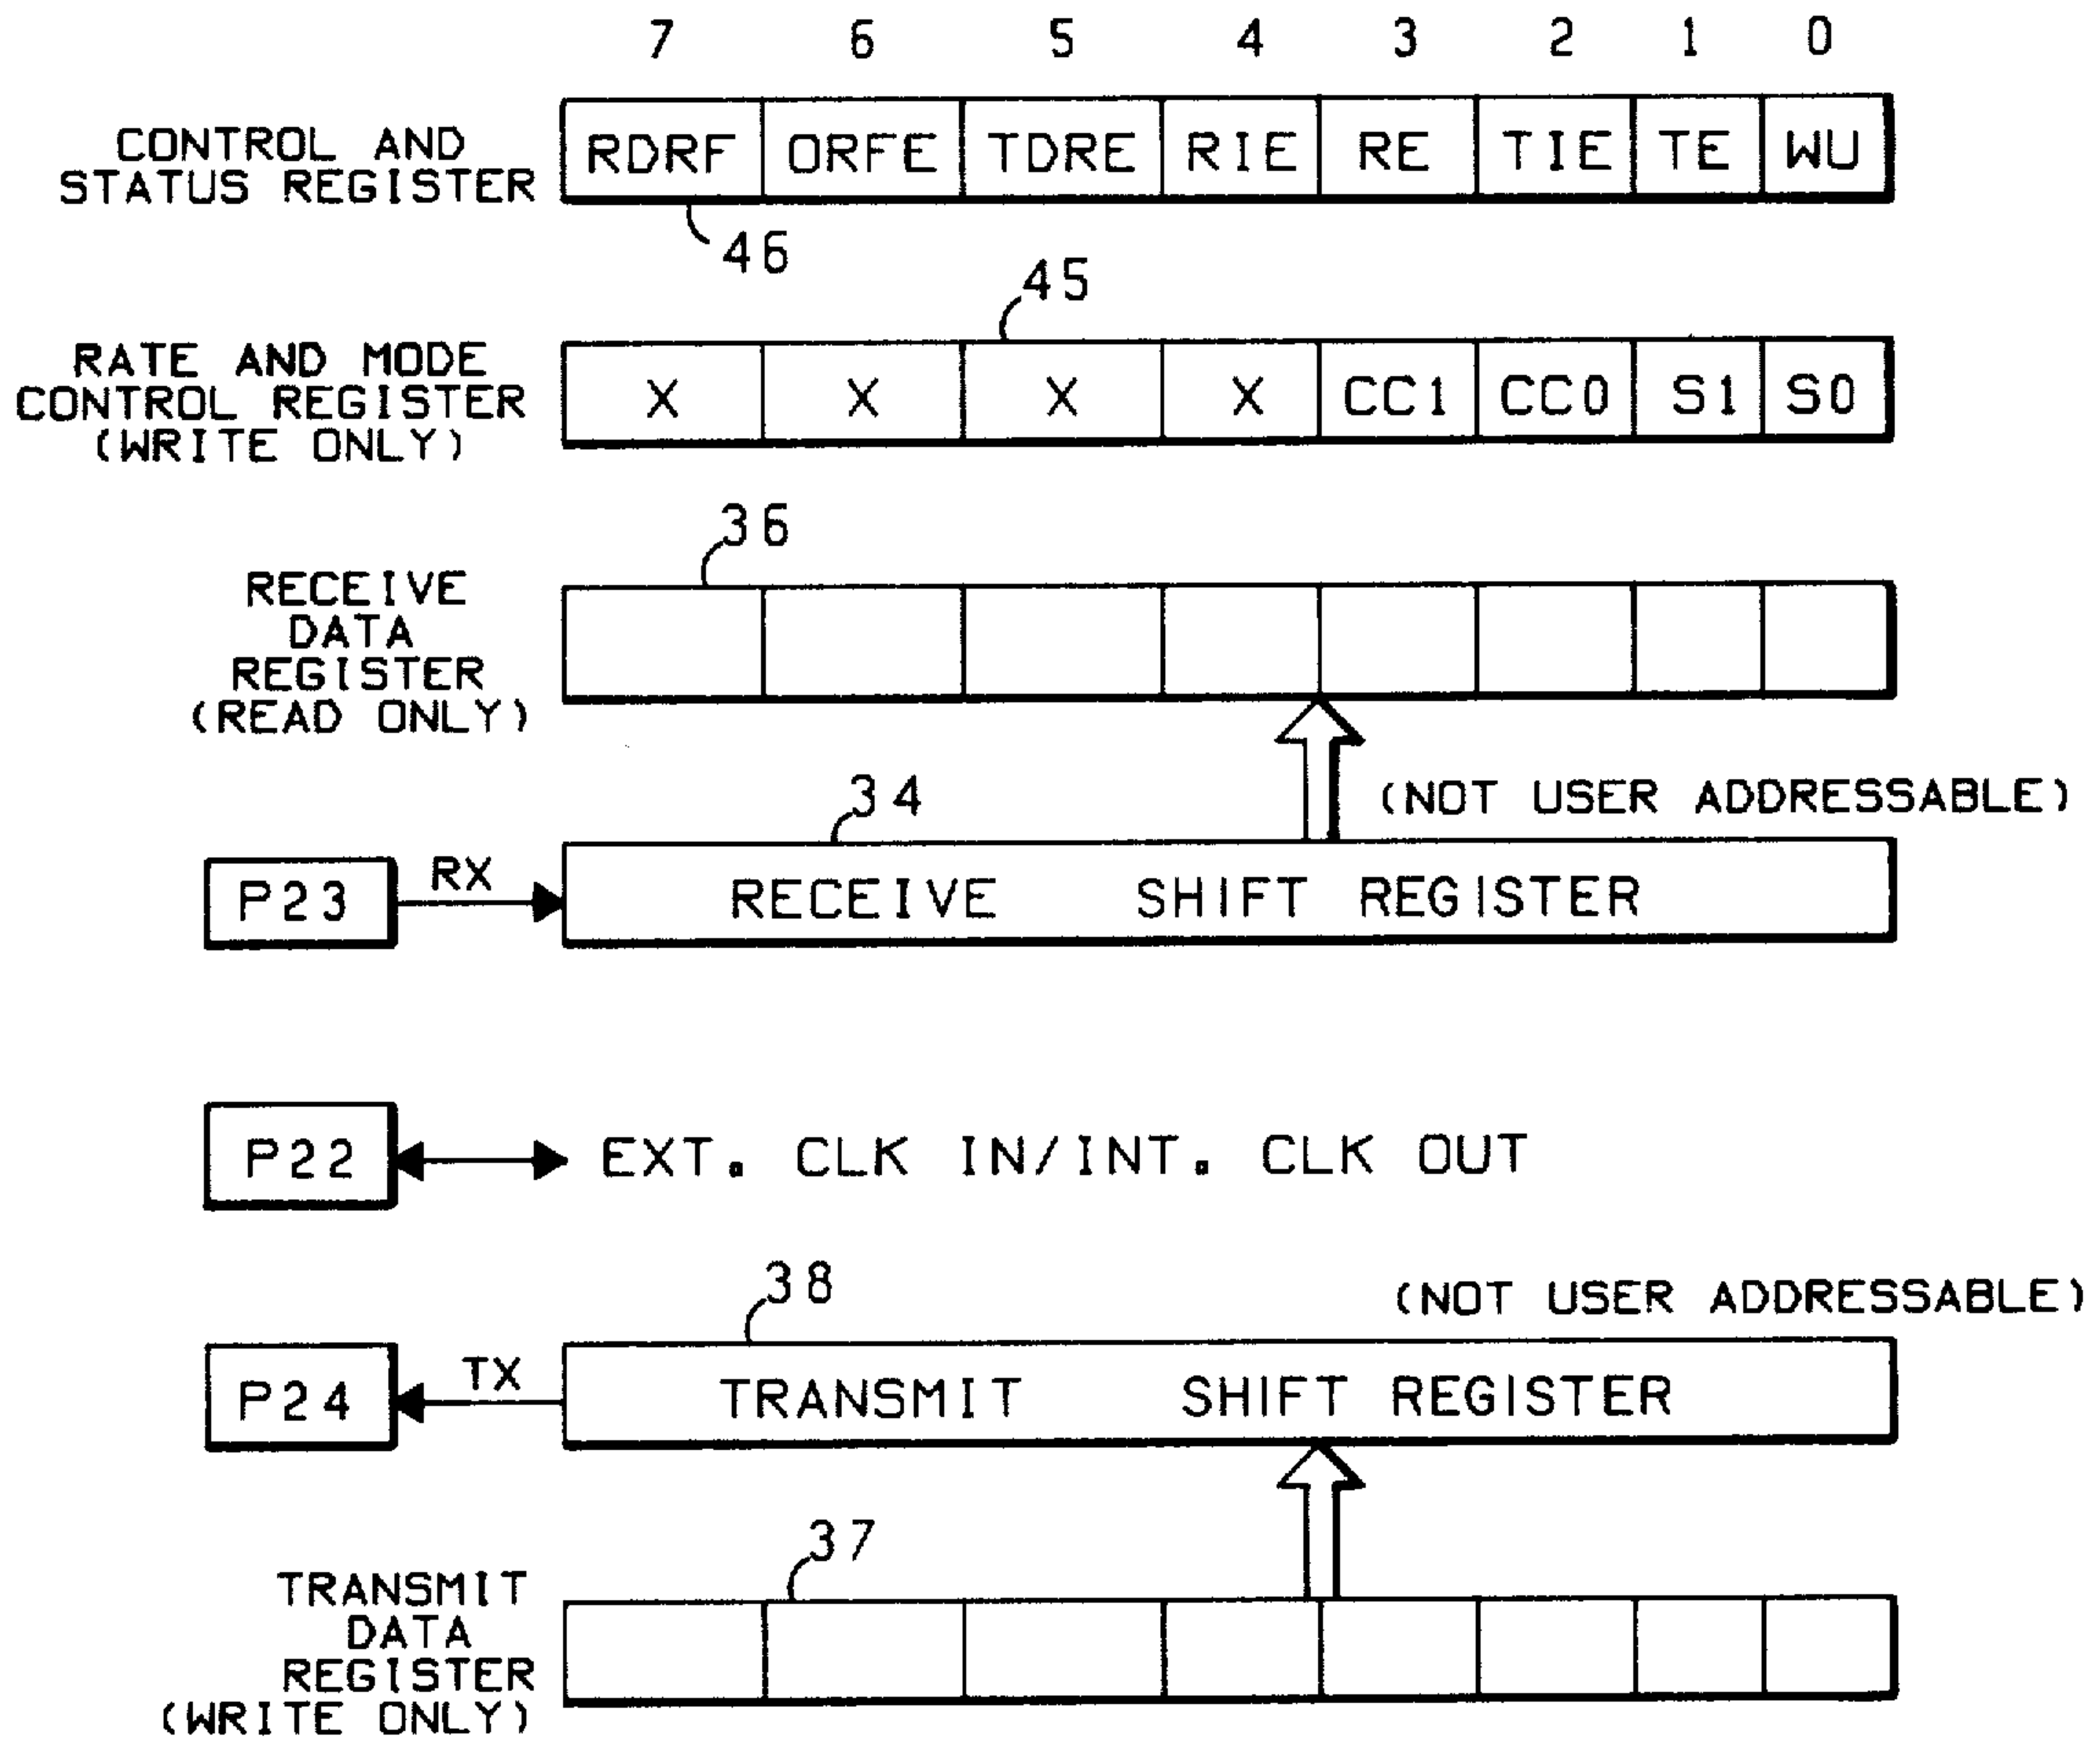 7 6 5 4 3 2 1 0
CONTROL AND
STATUS REGISTER
RDRF ORFE TDRE RIE RE TIE TE WU
46
45
RATE AND MODE
CONTROL REGISTER
(WRITE ONLY)
X X X X CC1 CC0 S1 S0
36
RECEIVE
DATA
REGISTER
(READ ONLY)
34
(NOT USER ADDRESSABLE)
P23 RX RECEIVE SHIFT REGISTER
P22 EXT. CLK IN/INT. CLK OUT
38
(NOT USER ADDRESSABLE)
P24 TX TRANSMIT SHIFT REGISTER
37
TRANSMIT
DATA
REGISTER
(WRITE ONLY)